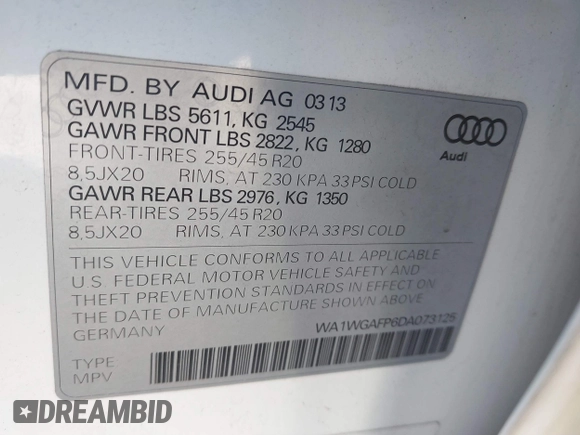 MFD. BY AUDI AG 03 13
GVWR LBS 5611, KG 2545
GAWR FRONT LBS 2822, KG 1280
FRONT-TIRES 255/45 R20
8,5JX20 RIMS, AT 230 KPA 33 PSI COLD
GAWR REAR LBS 2976, KG 1350
REAR-TIRES 255/45 R20
8,5JX20 RIMS, AT 230 KPA 33 PSI COLD
Audi
THIS VEHICLE CONFORMS TO ALL APPLICABLE
U.S. FEDERAL MOTOR VEHICLE SAFETY AND
THEFT PREVENTION STANDARDS IN EFFECT ON
THE DATE OF MANUFACTURE SHOWN ABOVE.
GERMANY
WA1WGAFP6DA073125
TYPE
MPV
DREAMBID